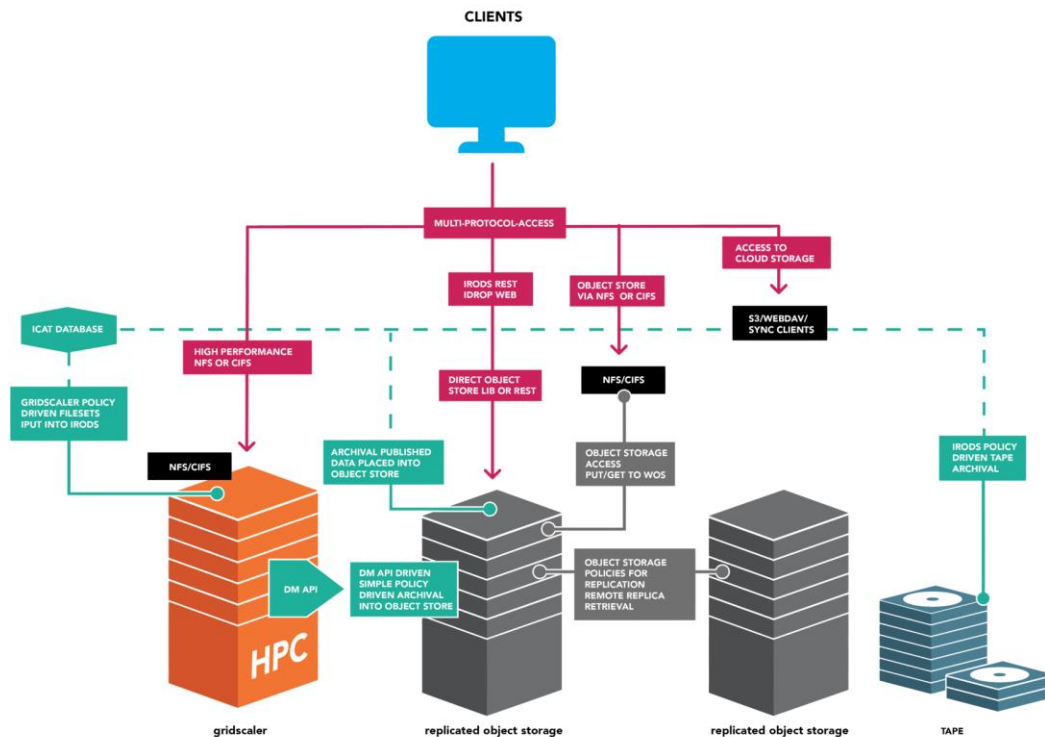 CLIENTS
MULTI-PROTOCOL-ACCESS
ACCESS TO
CLOUD STORAGE
IRODS REST
IDROP WEB
OBJECT STORE
VIA NFS OR CIFS
ICAT DATABASE
S3/WEBDAV/
SYNC CLIENTS
HIGH PERFORMANCE
NFS OR CIFS
DIRECT OBJECT
STORE LIB OR REST
NFS/CIFS
GRIDSCALER POLICY
DRIVEN FILESETS
IPUT INTO IRODS
NFS/CIFS
ARCHIVAL PUBLISHED
DATA PLACED INTO
OBJECT STORE
OBJECT STORAGE
ACCESS
PUT/GET TO WOS
IRODS POLICY
DRIVEN TAPE
ARCHIVAL
DM API
DM API DRIVEN
SIMPLE POLICY
DRIVEN ARCHIVAL
INTO OBJECT STORE
OBJECT STORAGE
POLICIES FOR
REPLICATION
REMOTE REPLICA
RETRIEVAL
HPC
gridscaler
replicated object storage
replicated object storage
TAPE